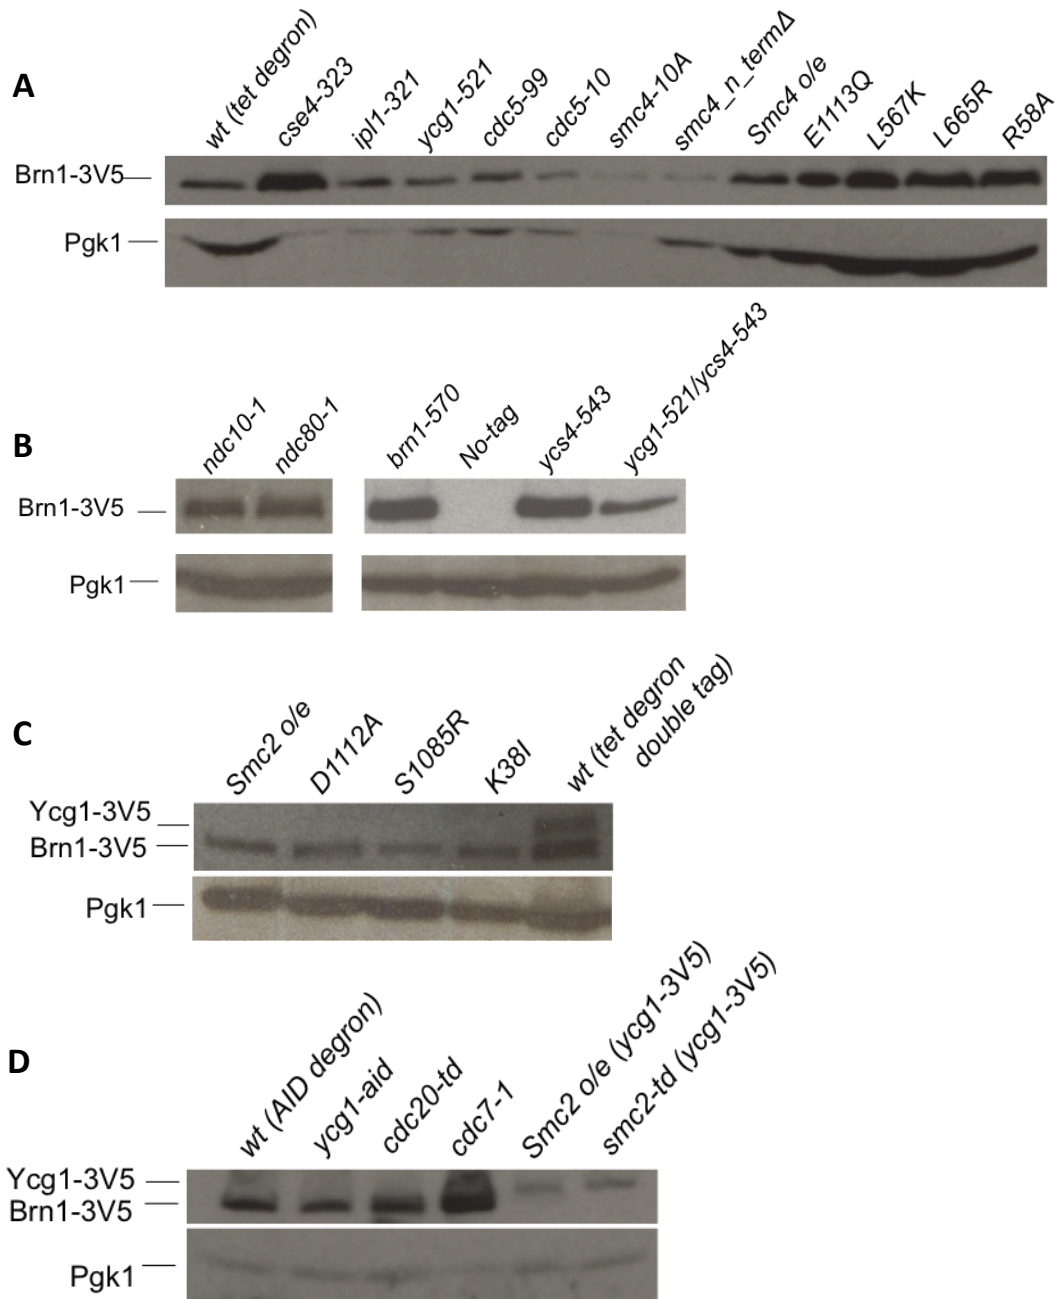 A
wt (tet degron)
cse4-323
ipl1-321
ycg1-521
cdc5-99
cdc5-10
smc4-10A
smc4_n_termΔ
Smc4 o/e
E1113Q
L567K
L665R
R58A
Brn1-3V5
Pgk1
B
ndc10-1
ndc80-1
brn1-570
No-tag
ycs4-543
ycg1-521/ycs4-543
Brn1-3V5
Pgk1
C
Smc2 o/e
D1112A
S1085R
K38I
wt (tet degron
double tag)
Ycg1-3V5
Brn1-3V5
Pgk1
D
wt (AID degron)
ycg1-aid
cdc20-td
cdc7-1
Smc2 o/e (ycg1-3V5)
smc2-td (ycg1-3V5)
Ycg1-3V5
Brn1-3V5
Pgk1